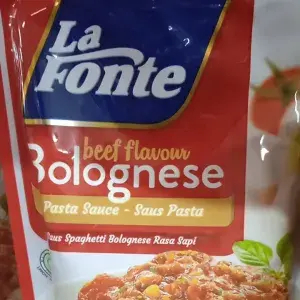 La
Fonte
beef flavour
Bolognese
Pasta Sauce - Saus Pasta
Saus Spaghetti Bolognese Rasa Sapi